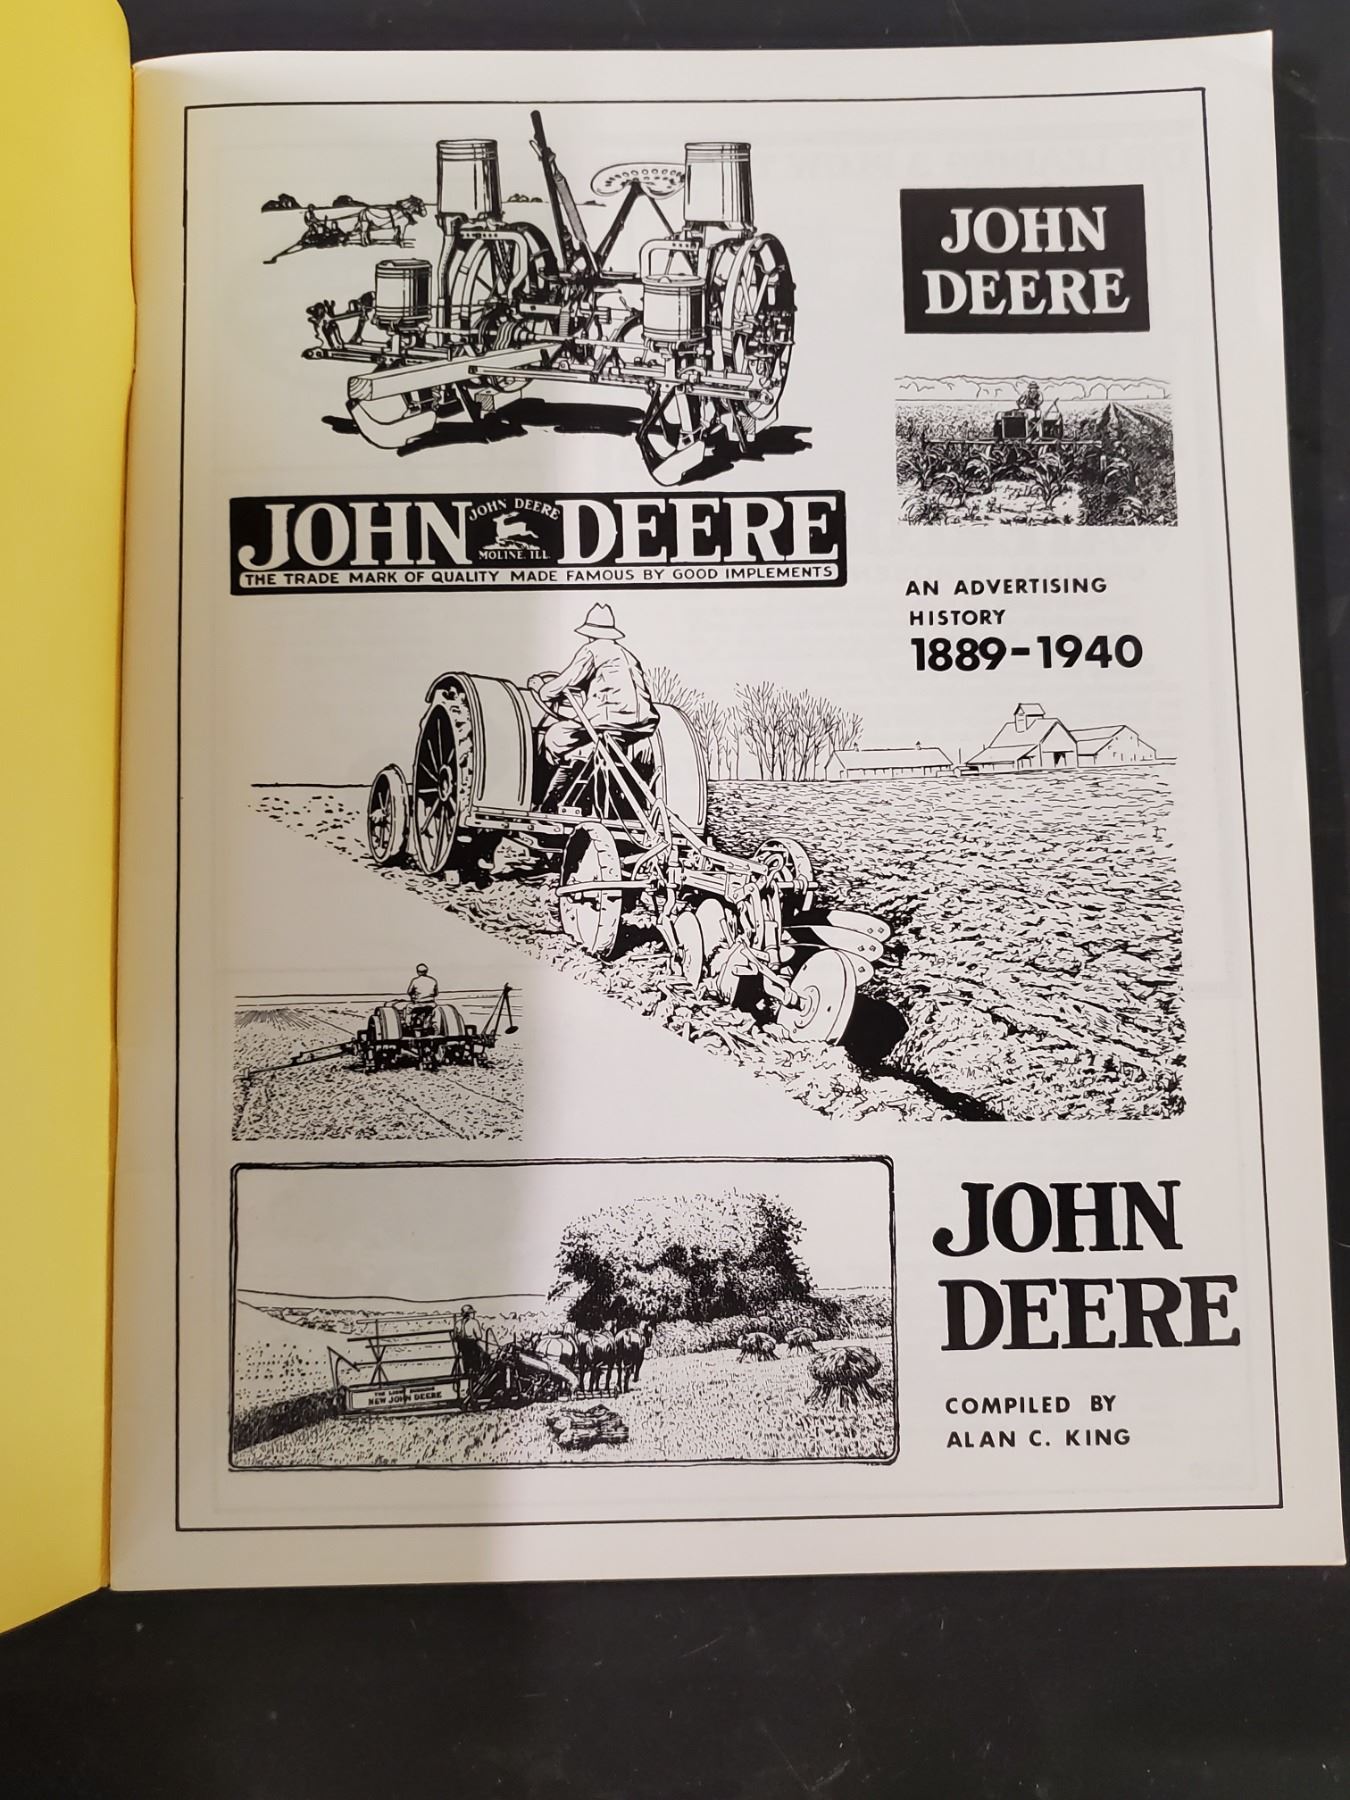 JOHN
DEERE
JOHN DEERE
JOHN DEERE
MOLINE, ILL.
THE TRADE MARK OF QUALITY MADE FAMOUS BY GOOD IMPLEMENTS
AN ADVERTISING
HISTORY
1889-1940
NEW JOHN DEERE
JOHN
DEERE
COMPILED BY
ALAN C. KING